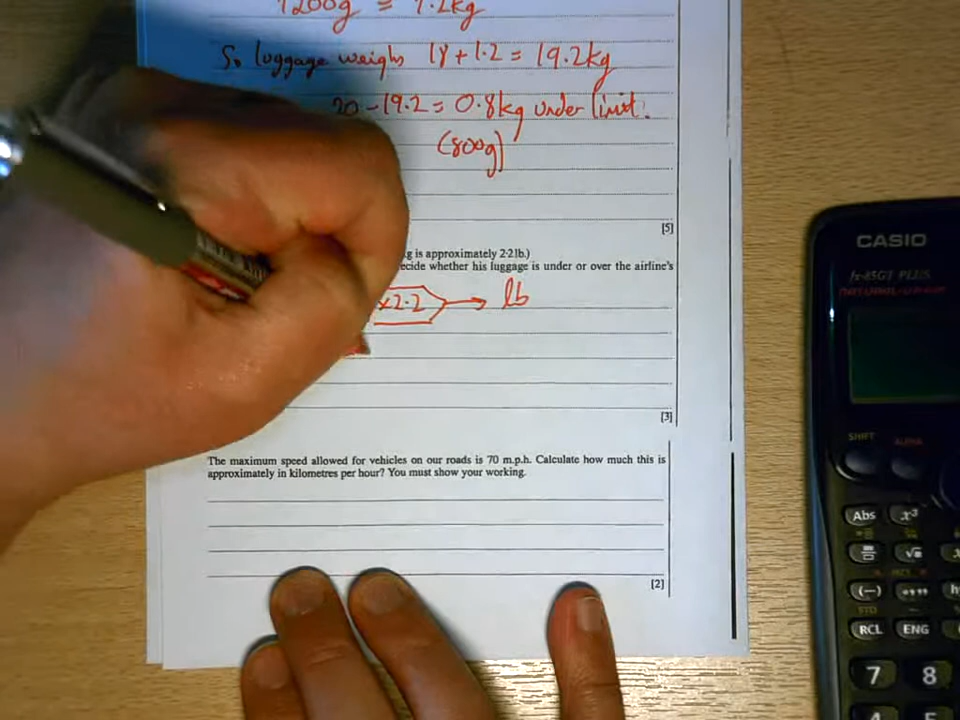 1200g = 1.2kg
So luggage weighs 18+1.2 = 19.2kg
20-19.2 = 0.8kg under limit.
(800g)
[5]
g is approximately 2·2 lb.)
ecide whether his luggage is under or over the airline's
×2.2 → lb
[3]
The maximum speed allowed for vehicles on our roads is 70 m.p.h. Calculate how much this is
approximately in kilometres per hour? You must show your working.
[2]
CASIO
fx-85GT PLUS
SHIFT ALPHA
Abs x³
(−)
RCL ENG
7 8